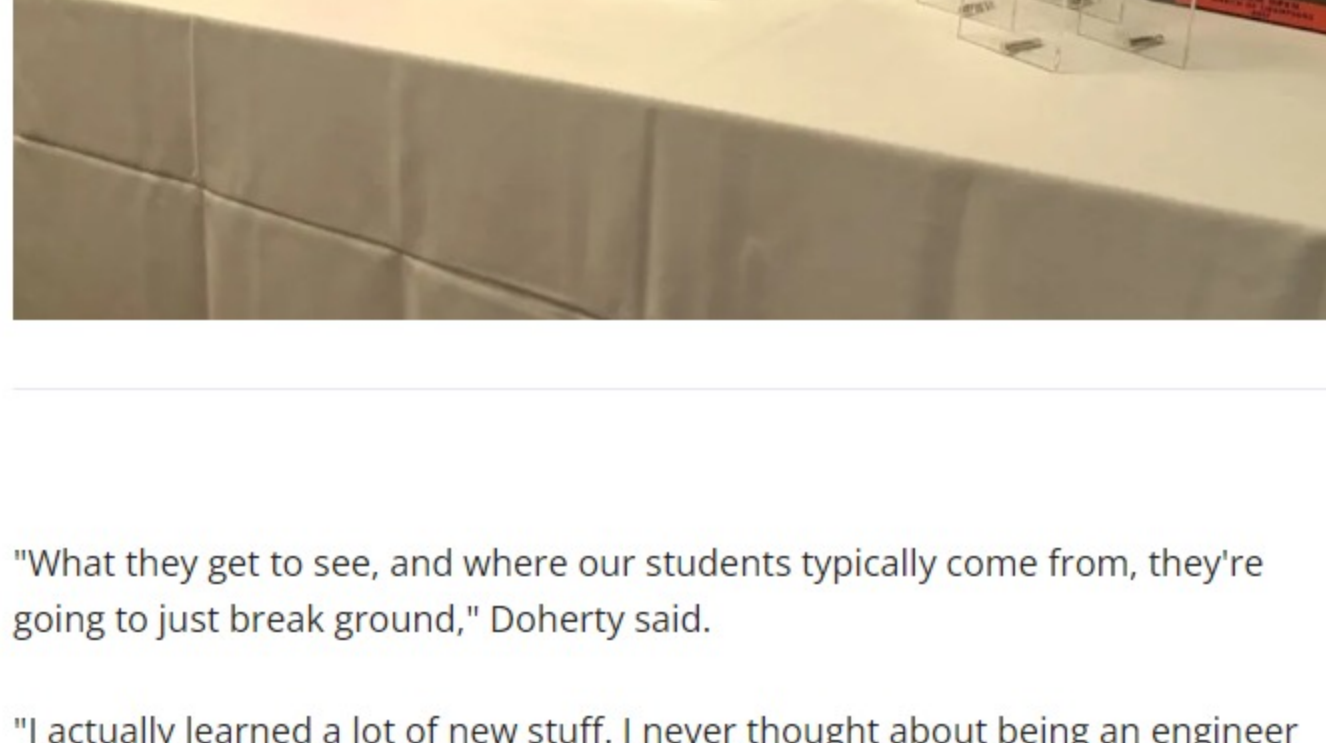 "What they get to see, and where our students typically come from, they're
going to just break ground," Doherty said.
"I actually learned a lot of new stuff. I never thought about being an engineer